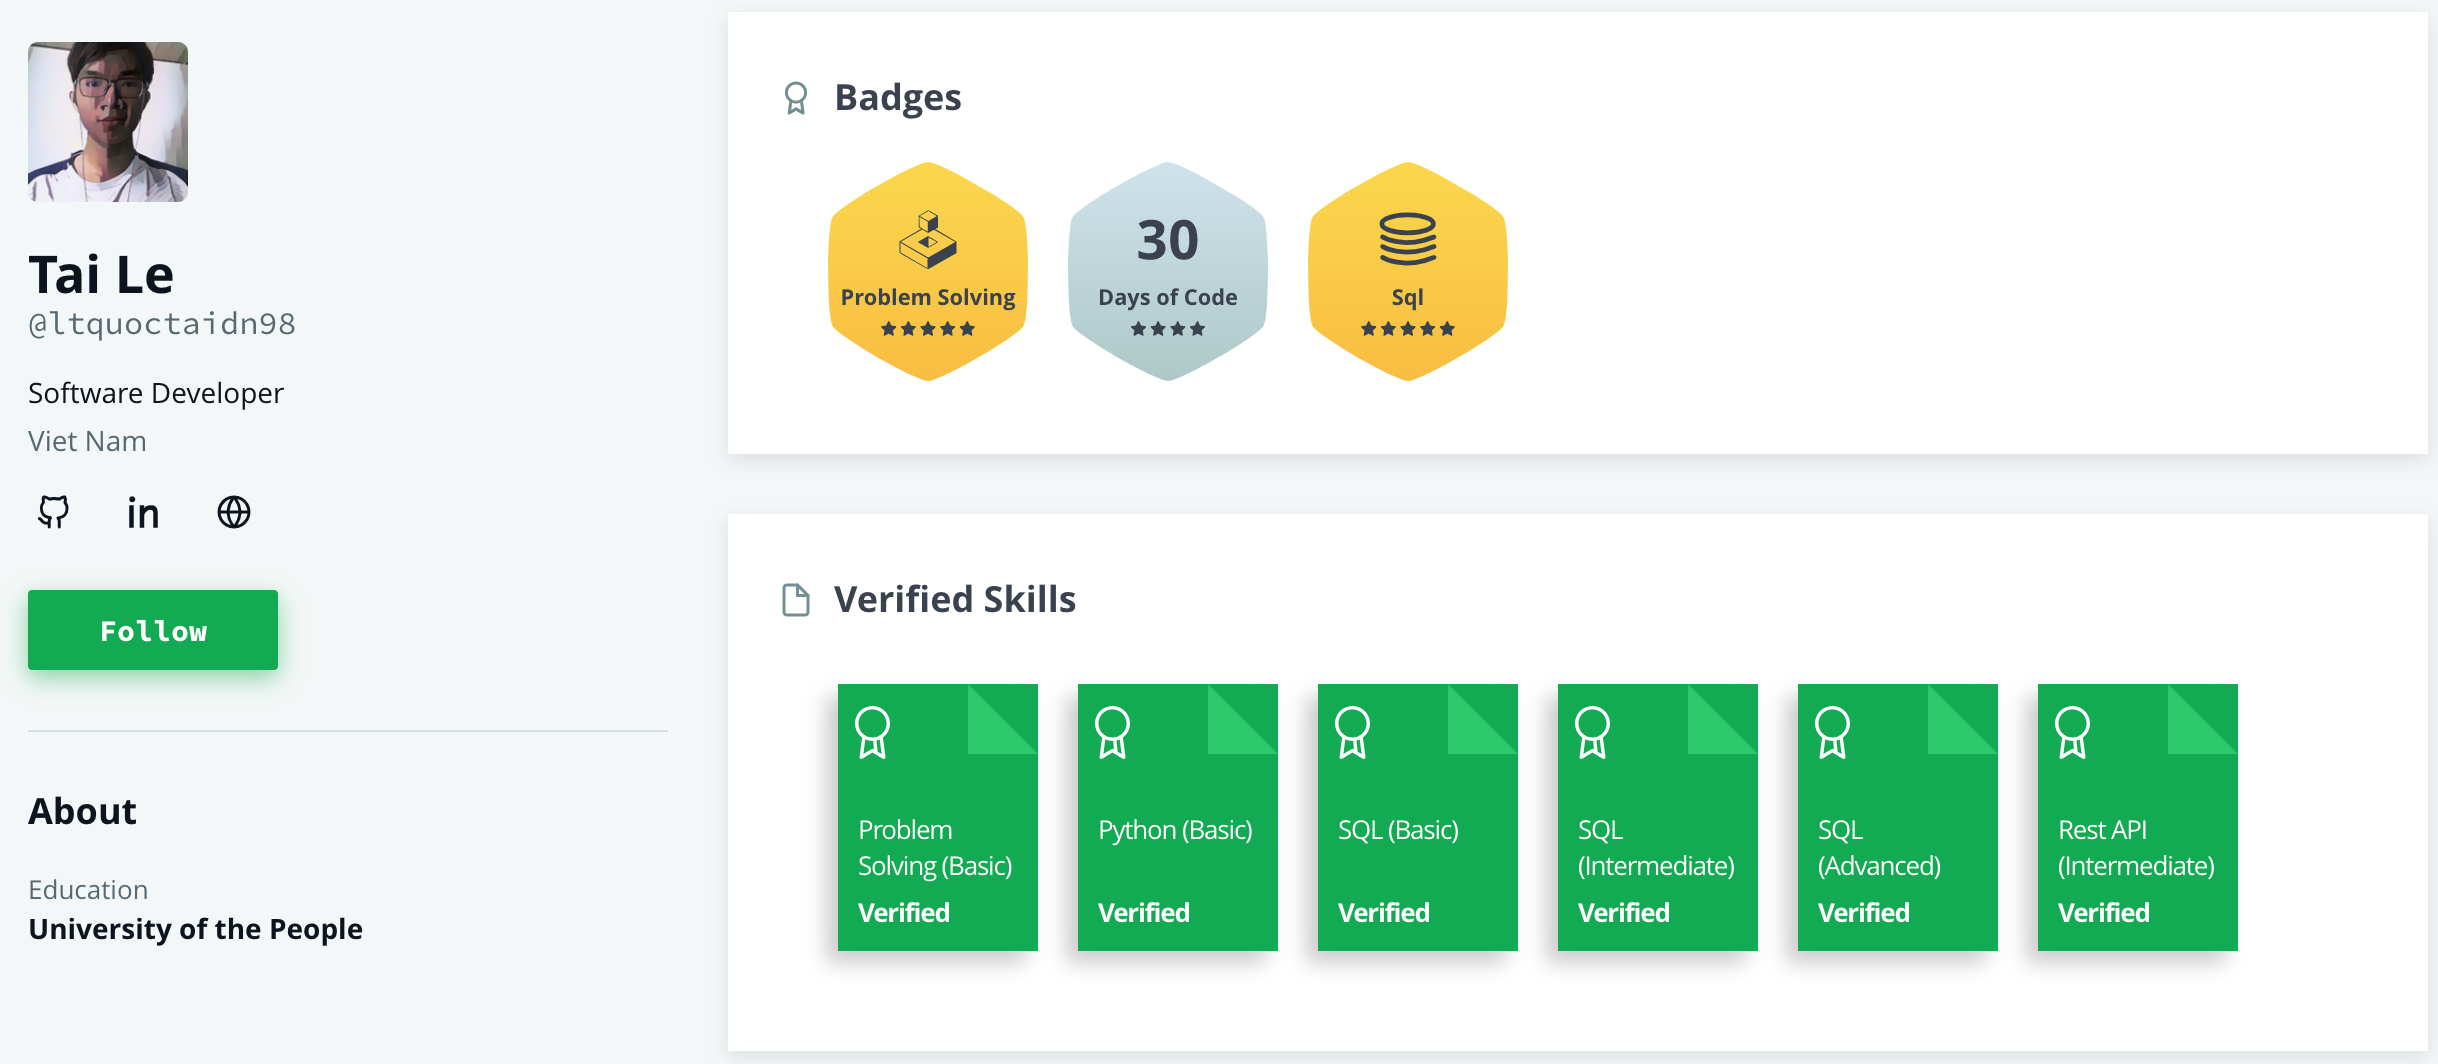 Tai Le
@ltquoctaidn98
Software Developer
Viet Nam
in
Follow
About
Education
University of the People
Badges
Problem Solving
30
Days of Code
Sql
Verified Skills
Problem
Solving (Basic)
Verified
Python (Basic)
Verified
SQL (Basic)
Verified
SQL
(Intermediate)
Verified
SQL
(Advanced)
Verified
Rest API
(Intermediate)
Verified